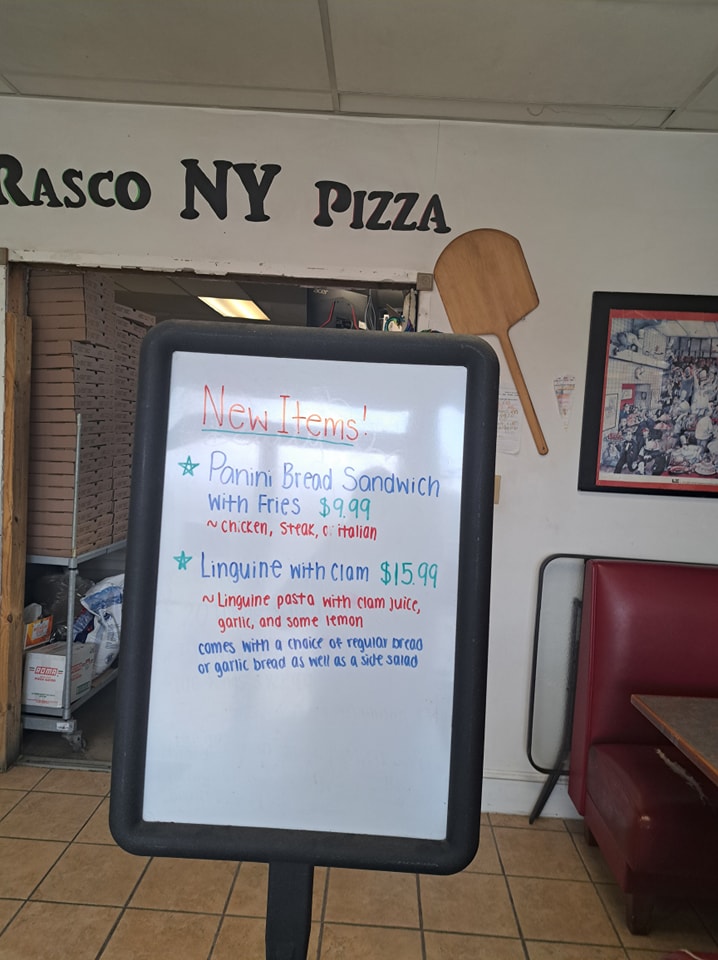 RASCO NY PIZZA
New Items!
Panini Bread Sandwich
with Fries $9.99
~ chicken, steak, or italian
Linguine with Clam $15.99
~ Linguine pasta with clam juice,
garlic, and some lemon
comes with a choice of regular bread
or garlic bread as well as a side salad
ROMA
acer